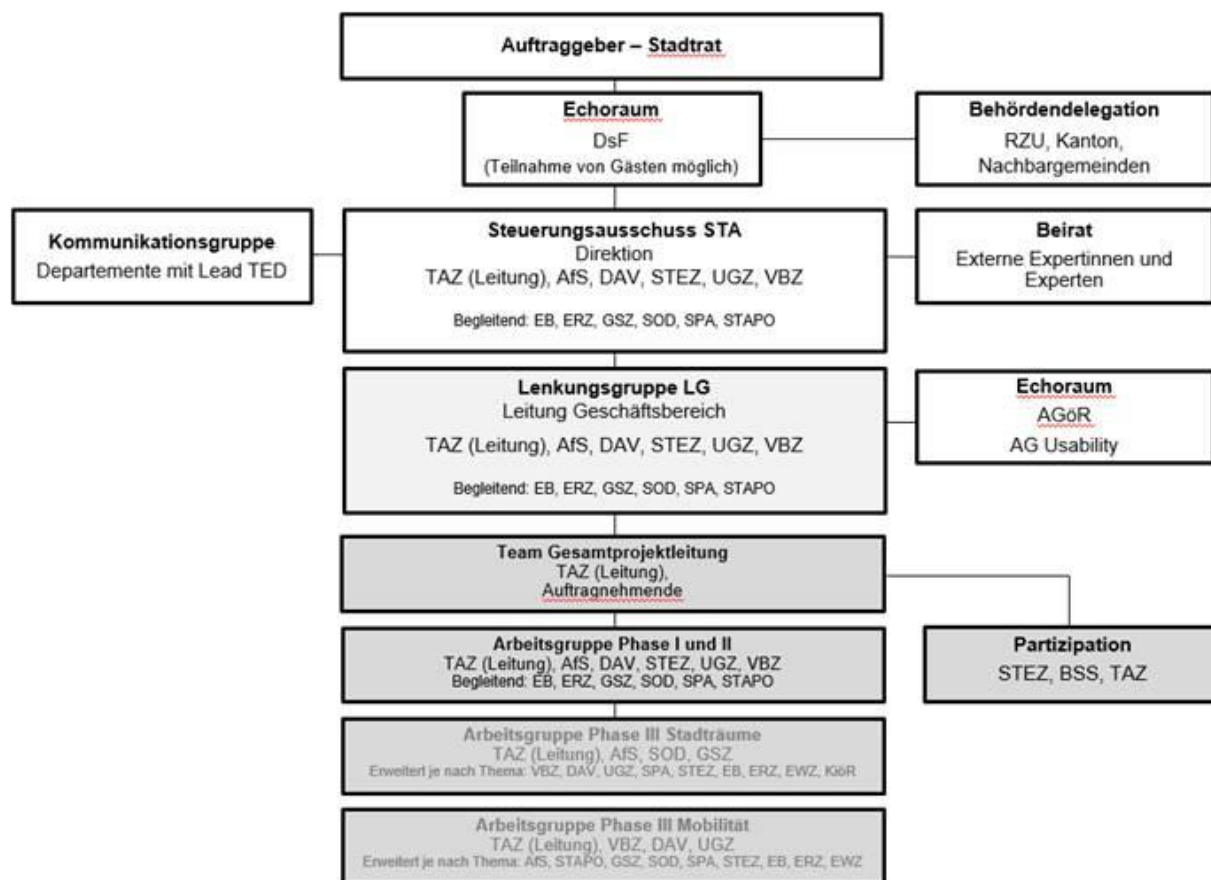 Auftraggeber – Stadtrat
Echoraum
DsF
(Teilnahme von Gästen möglich)
Behördendelegation
RZU, Kanton,
Nachbargemeinden
Kommunikationsgruppe
Departemente mit Lead TED
Steuerungsausschuss STA
Direktion
TAZ (Leitung), AfS, DAV, STEZ, UGZ, VBZ
Begleitend: EB, ERZ, GSZ, SOD, SPA, STAPO
Beirat
Externe Expertinnen und
Experten
Lenkungsgruppe LG
Leitung Geschäftsbereich
TAZ (Leitung), AfS, DAV, STEZ, UGZ, VBZ
Begleitend: EB, ERZ, GSZ, SOD, SPA, STAPO
Echoraum
AGöR
AG Usability
Team Gesamtprojektleitung
TAZ (Leitung),
Auftragnehmende
Arbeitsgruppe Phase I und II
TAZ (Leitung), AfS, DAV, STEZ, UGZ, VBZ
Begleitend: EB, ERZ, GSZ, SOD, SPA, STAPO
Partizipation
STEZ, BSS, TAZ
Arbeitsgruppe Phase III Stadträume
TAZ (Leitung), AfS, SOD, GSZ
Erweitert je nach Thema: VBZ, DAV, UGZ, SPA, STEZ, EB, ERZ, EWZ, KiöR
Arbeitsgruppe Phase III Mobilität
TAZ (Leitung), VBZ, DAV, UGZ
Erweitert je nach Thema: AfS, STAPO, GSZ, SOD, SPA, STEZ, EB, ERZ, EWZ